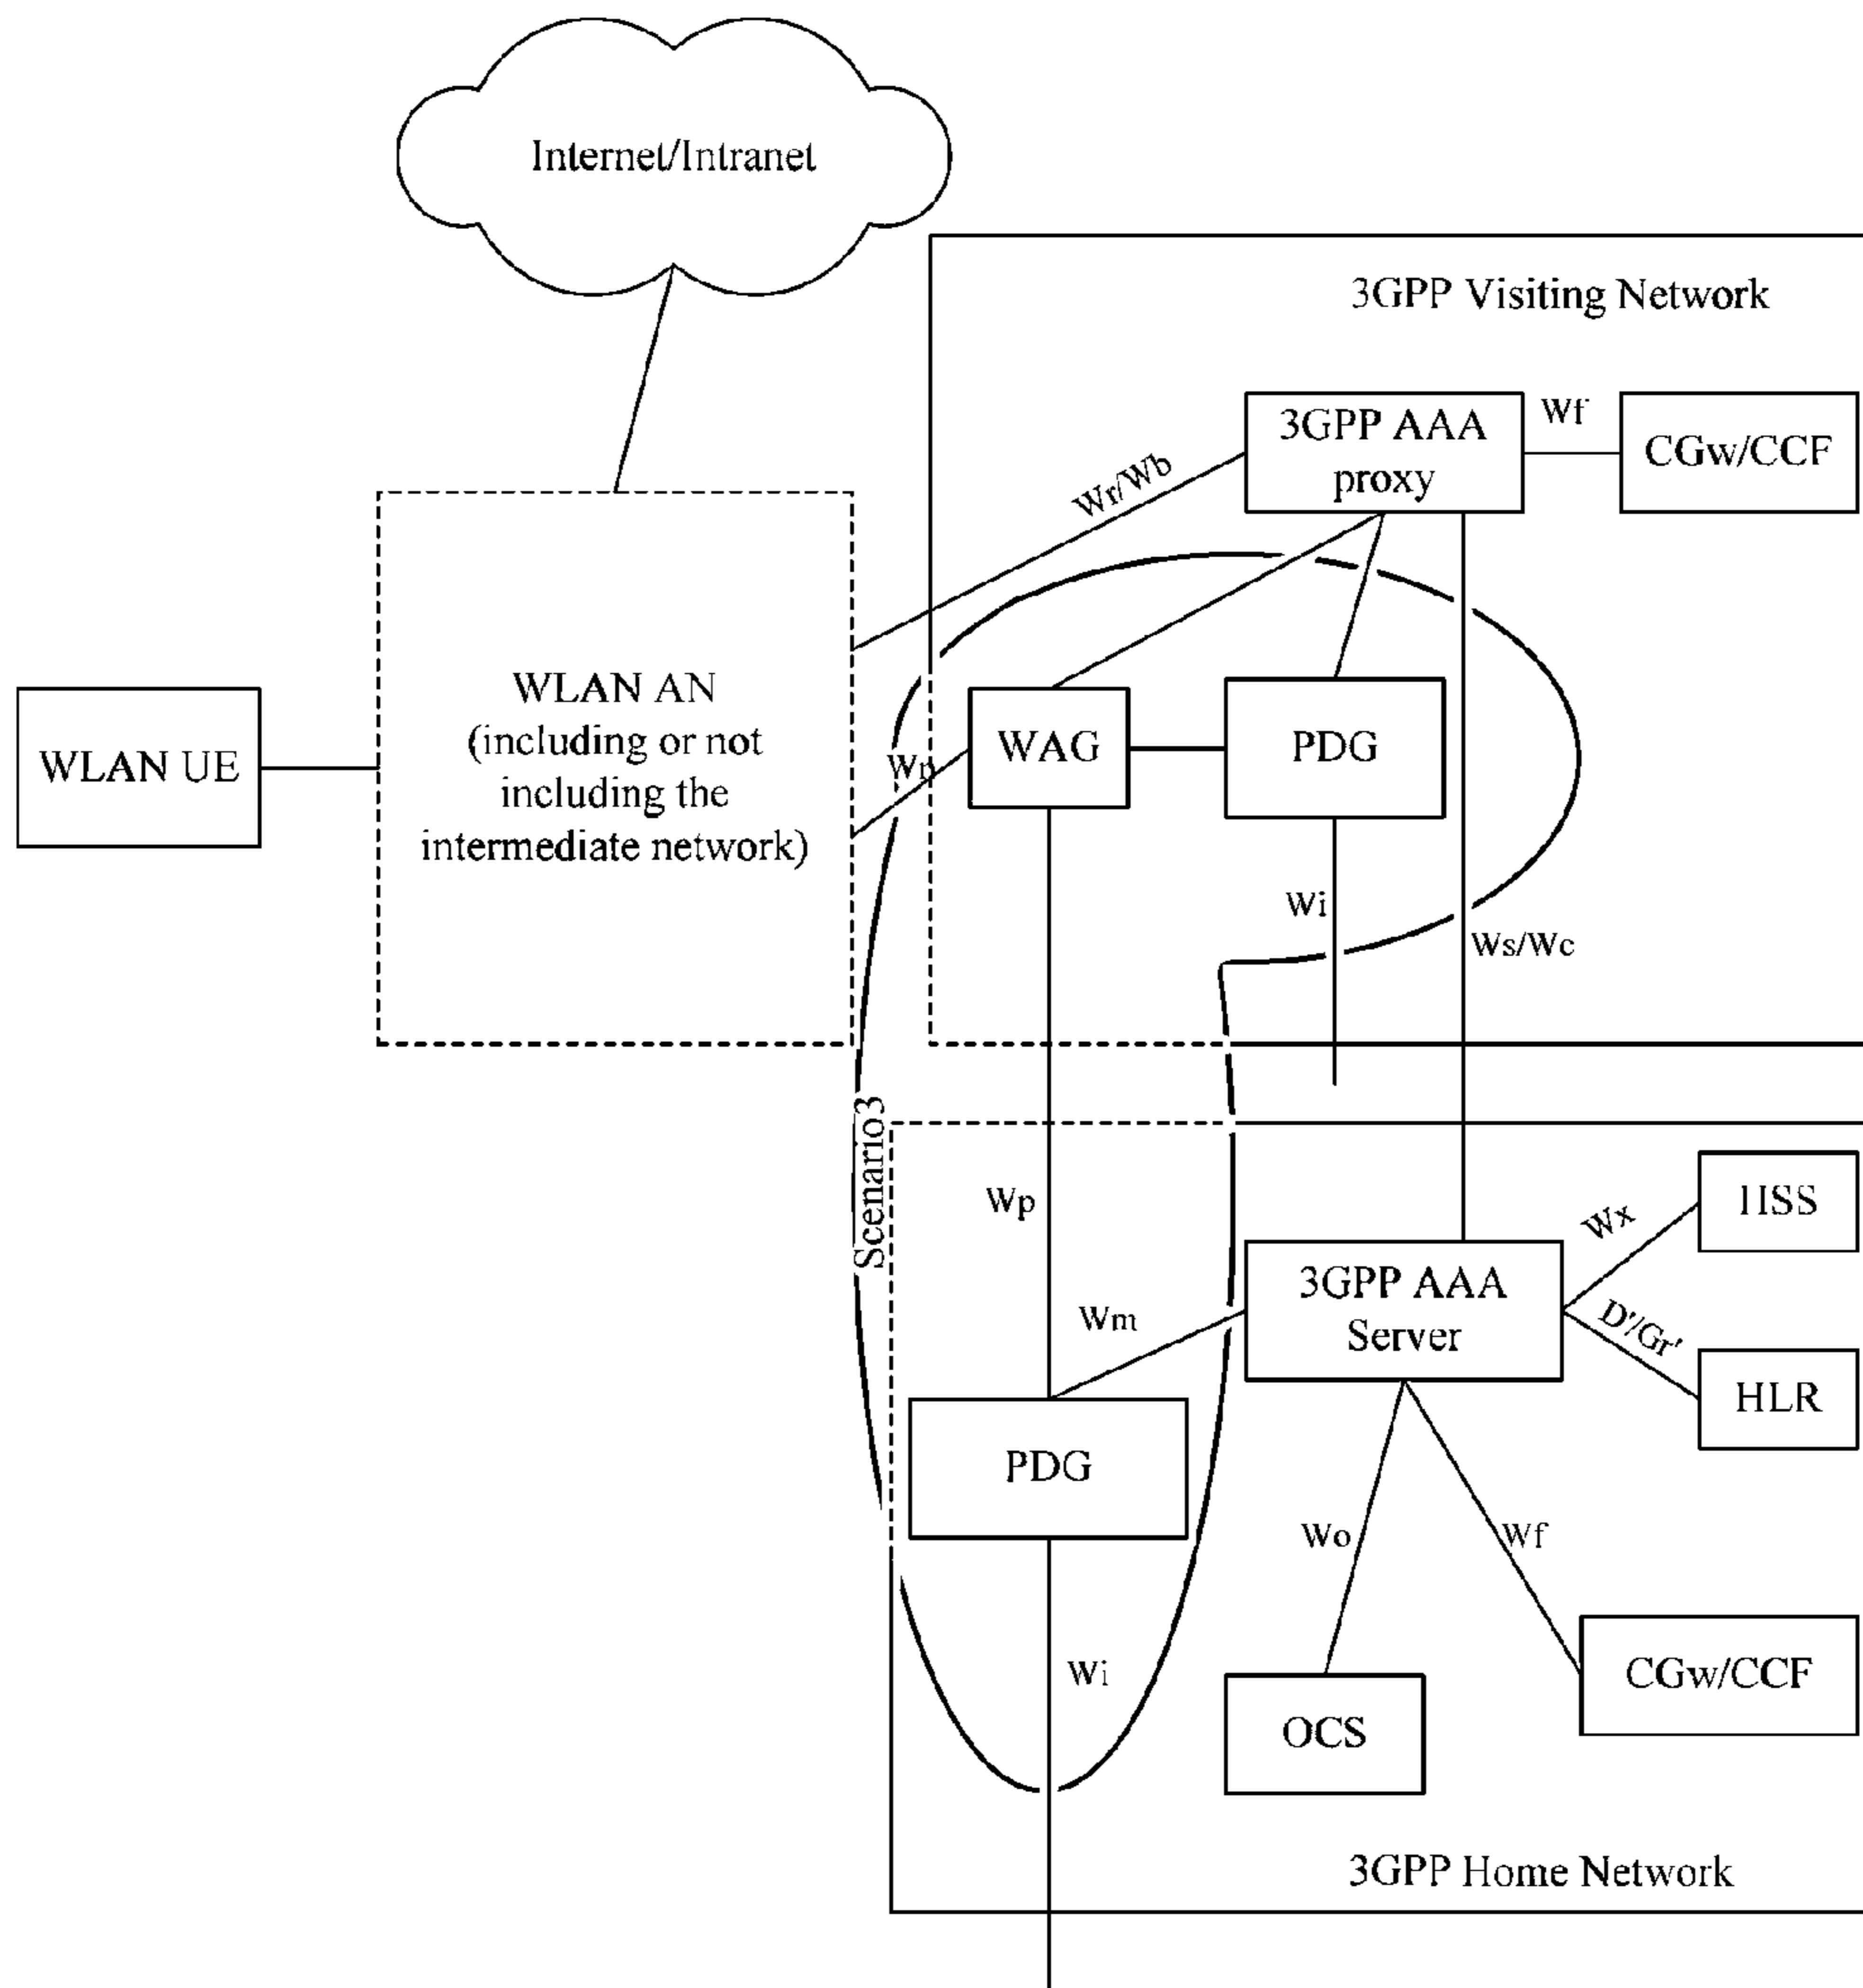 Internet/Intranet
3GPP Visiting Network
3GPP AAA
proxy
Wf
CGw/CCF
Wr/Wb
WLAN UE
WLAN AN
(including or not
including the
intermediate network)
Wn
WAG
PDG
Wi
Ws/Wc
Scenario3
Wp
Wm
3GPP AAA
Server
Wx
HSS
D'/Gr'
HLR
PDG
Wo
Wf
Wi
OCS
CGw/CCF
3GPP Home Network